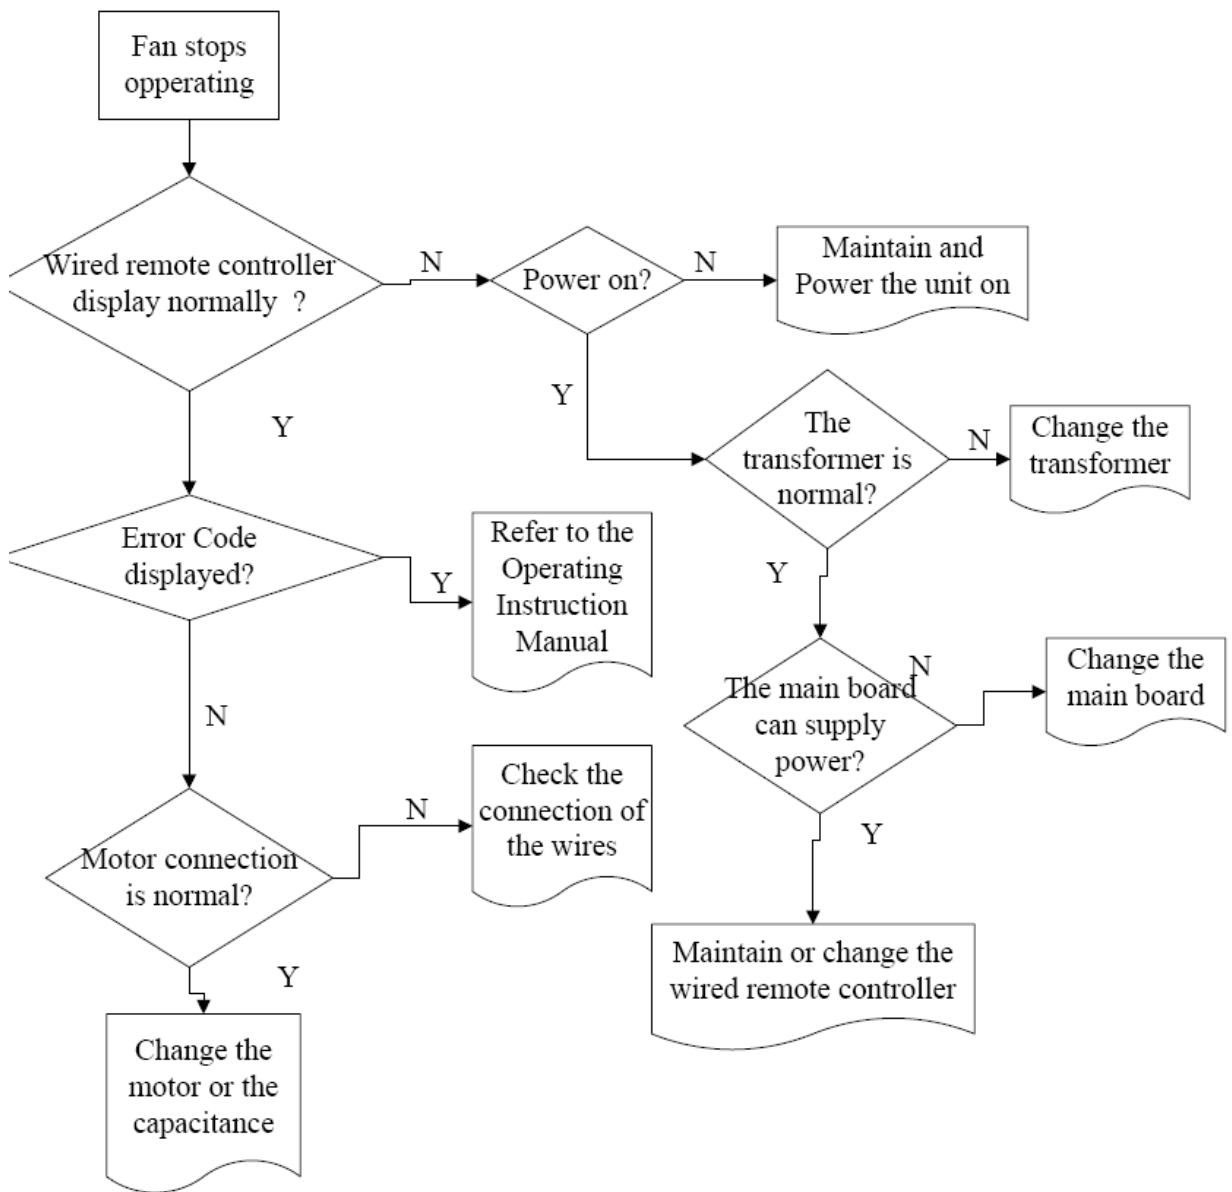 Fan stops
opperating
Wired remote controller
display normally ?
N
Power on?
N
Maintain and
Power the unit on
Y
Y
The
transformer is
normal?
N
Change the
transformer
Error Code
displayed?
Y
Refer to the
Operating
Instruction
Manual
Y
N
The main board
can supply
power?
N
Change the
main board
Motor connection
is normal?
N
Check the
connection of
the wires
Y
Maintain or change the
wired remote controller
Y
Change the
motor or the
capacitance